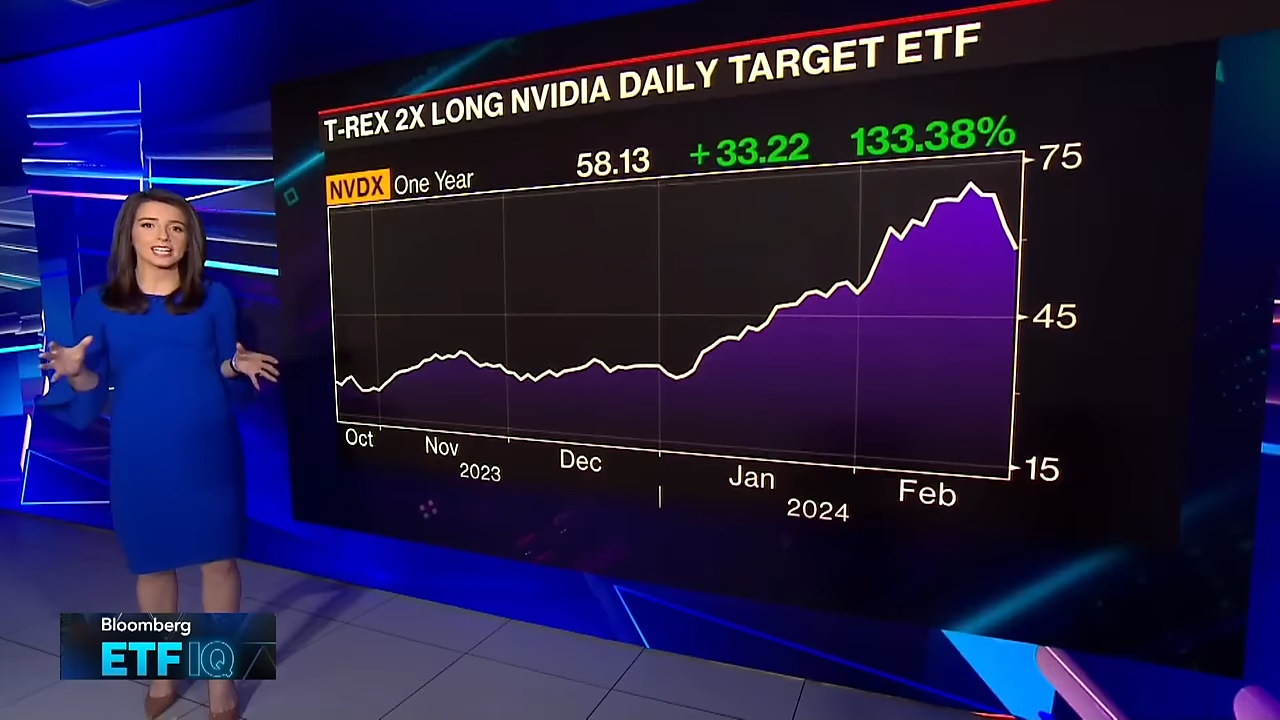 T-REX 2X LONG NVIDIA DAILY TARGET ETF
58.13 +33.22 133.38%
NVDX One Year
75
45
15
Oct Nov Dec Jan Feb
2023 2024
Bloomberg
ETF IQ